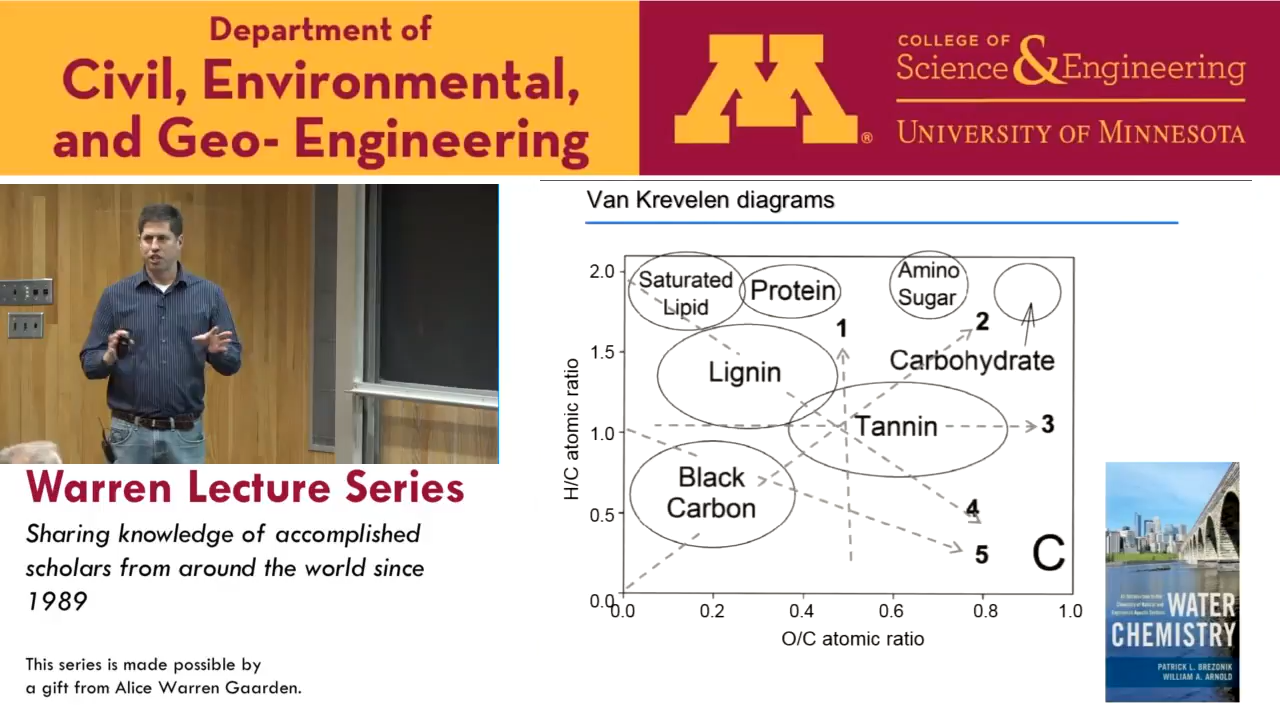 Department of
Civil, Environmental,
and Geo- Engineering
M®
COLLEGE OF
Science & Engineering
UNIVERSITY OF MINNESOTA
Warren Lecture Series
Sharing knowledge of accomplished
scholars from around the world since
1989
This series is made possible by
a gift from Alice Warren Gaarden.
Van Krevelen diagrams
H/C atomic ratio
2.0
1.5
1.0
0.5
0.0
Saturated
Lipid
Protein
Amino
Sugar
1
2
Carbohydrate
Lignin
Tannin
3
Black
Carbon
4
5
C
0.0
0.2
0.4
0.6
0.8
1.0
O/C atomic ratio
WATER
CHEMISTRY
PATRICK L. BREZONIK
WILLIAM A. ARNOLD